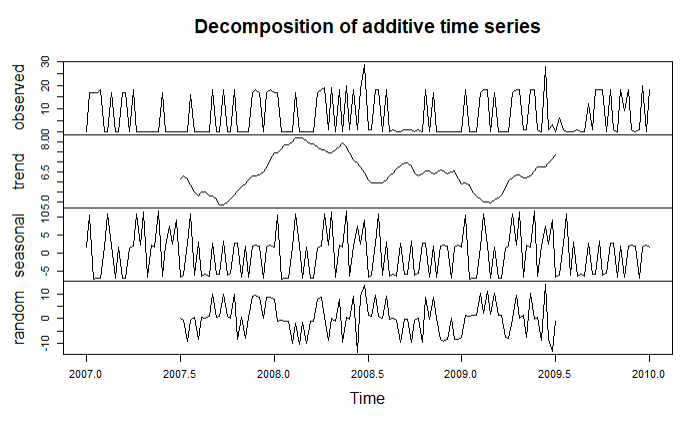 Decomposition of additive time series
observed
0 10 20 30
trend
5.0 6.5 8.0
seasonal
-5 0 5 10
random
-10 0 10
2007.0 2007.5 2008.0 2008.5 2009.0 2009.5 2010.0
Time